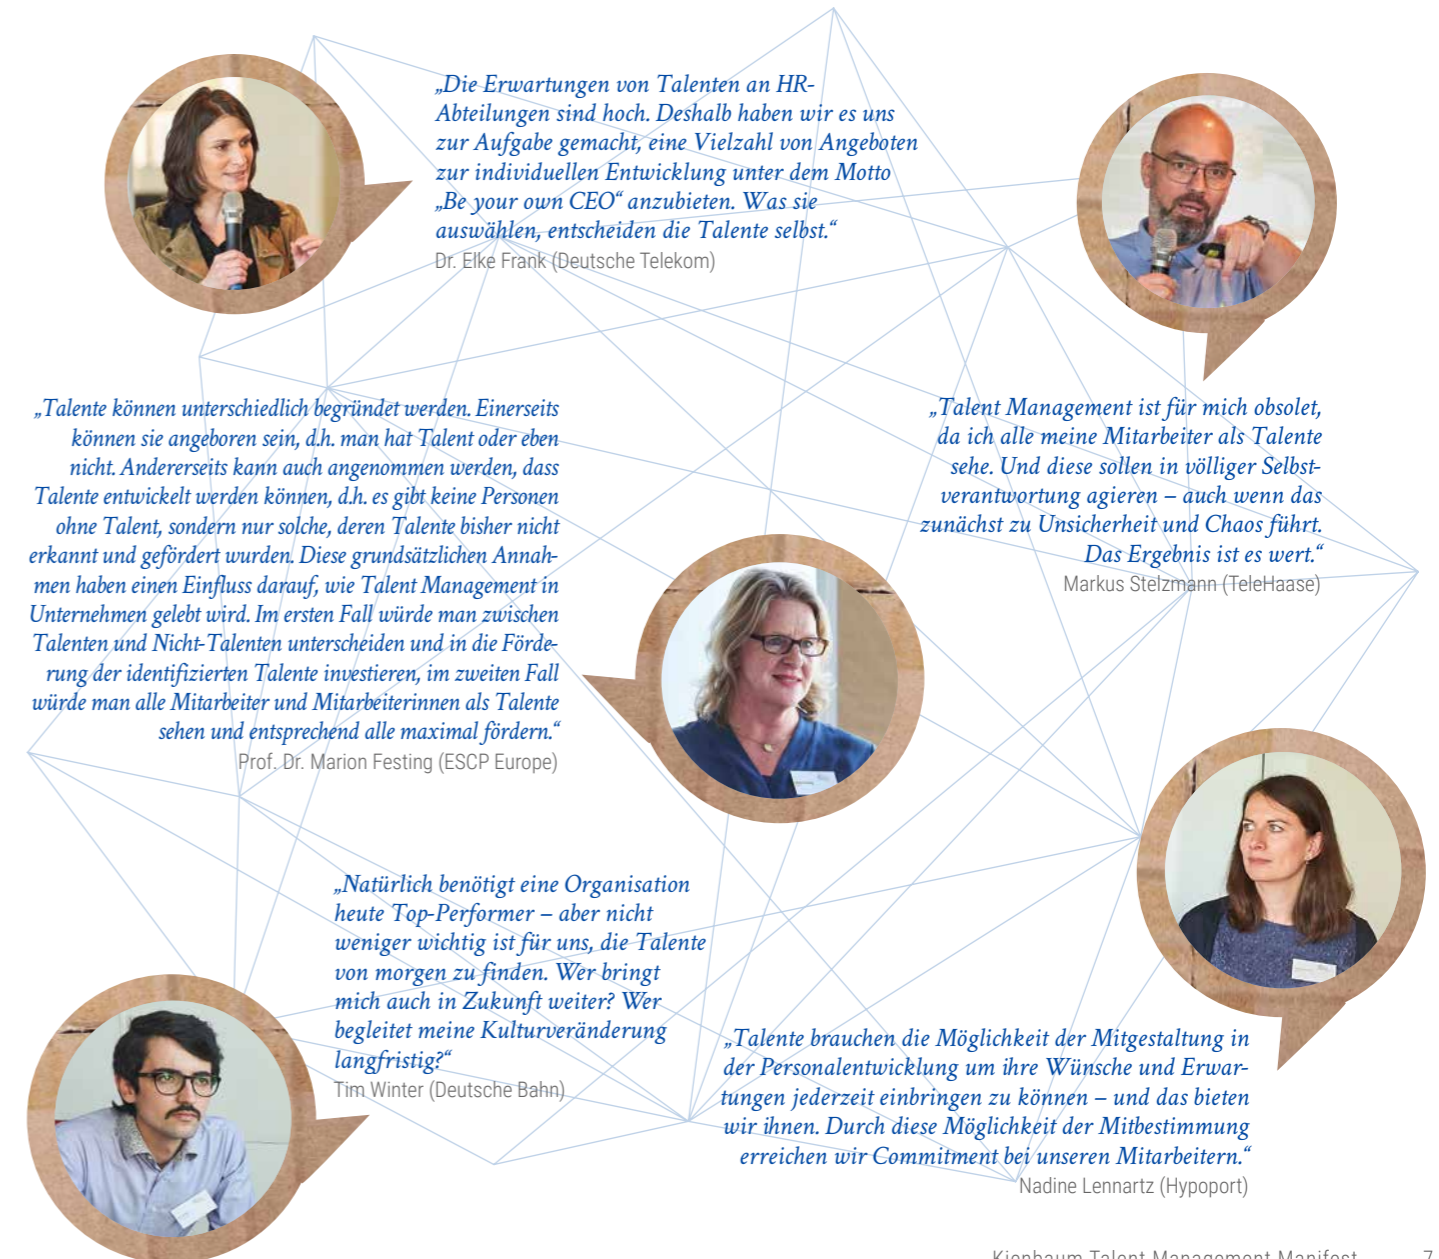 „Die Erwartungen von Talenten an HR-
Abteilungen sind hoch. Deshalb haben wir es uns
zur Aufgabe gemacht, eine Vielzahl von Angeboten
zur individuellen Entwicklung unter dem Motto
„Be your own CEO“ anzubieten. Was sie
auswählen, entscheiden die Talente selbst.“
Dr. Elke Frank (Deutsche Telekom)
„Talente können unterschiedlich begründet werden. Einerseits
können sie angeboren sein, d.h. man hat Talent oder eben
nicht. Andererseits kann auch angenommen werden, dass
Talente entwickelt werden können, d.h. es gibt keine Personen
ohne Talent, sondern nur solche, deren Talente bisher nicht
erkannt und gefördert wurden. Diese grundsätzlichen Annah-
men haben einen Einfluss darauf, wie Talent Management in
Unternehmen gelebt wird. Im ersten Fall würde man zwischen
Talenten und Nicht-Talenten unterscheiden und in die Förde-
rung der identifizierten Talente investieren, im zweiten Fall
würde man alle Mitarbeiter und Mitarbeiterinnen als Talente
sehen und entsprechend alle maximal fördern.“
Prof. Dr. Marion Festing (ESCP Europe)
„Talent Management ist für mich obsolet,
da ich alle meine Mitarbeiter als Talente
sehe. Und diese sollen in völliger Selbst-
verantwortung agieren – auch wenn das
zunächst zu Unsicherheit und Chaos führt.
Das Ergebnis ist es wert.“
Markus Stelzmann (TeleHaase)
„Natürlich benötigt eine Organisation
heute Top-Performer – aber nicht
weniger wichtig ist für uns, die Talente
von morgen zu finden. Wer bringt
mich auch in Zukunft weiter? Wer
begleitet meine Kulturveränderung
langfristig?“
Tim Winter (Deutsche Bahn)
„Talente brauchen die Möglichkeit der Mitgestaltung in
der Personalentwicklung um ihre Wünsche und Erwar-
tungen jederzeit einbringen zu können – und das bieten
wir ihnen. Durch diese Möglichkeit der Mitbestimmung
erreichen wir Commitment bei unseren Mitarbeitern.“
Nadine Lennartz (Hypoport)
Kienbaum Talent Management Manifest 7